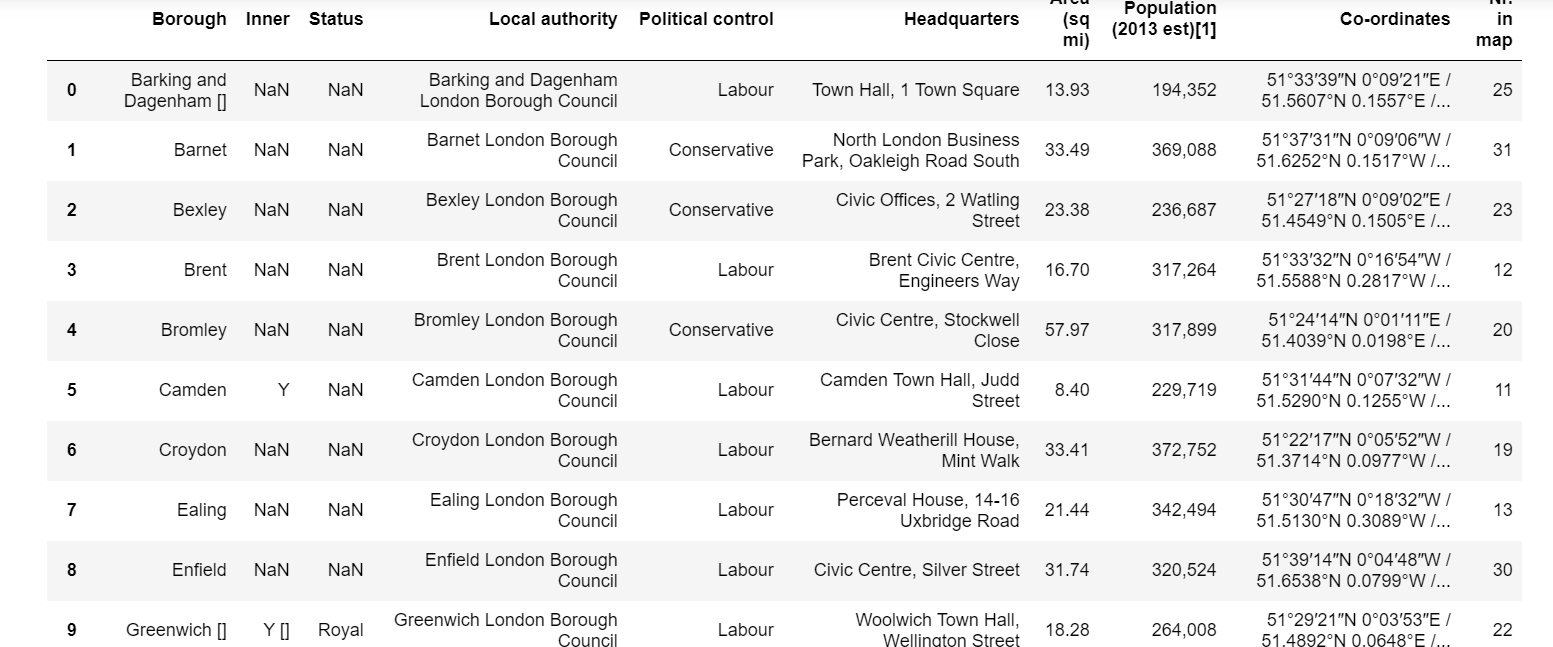 Borough Inner Status Local authority Political control Headquarters Area (sq mi) Population (2013 est)[1] Co-ordinates Nr. in map
0 Barking and Dagenham [] NaN NaN Barking and Dagenham London Borough Council Labour Town Hall, 1 Town Square 13.93 194,352 51°33′39″N 0°09′21″E / 51.5607°N 0.1557°E /... 25
1 Barnet NaN NaN Barnet London Borough Council Conservative North London Business Park, Oakleigh Road South 33.49 369,088 51°37′31″N 0°09′06″W / 51.6252°N 0.1517°W /... 31
2 Bexley NaN NaN Bexley London Borough Council Conservative Civic Offices, 2 Watling Street 23.38 236,687 51°27′18″N 0°09′02″E / 51.4549°N 0.1505°E /... 23
3 Brent NaN NaN Brent London Borough Council Labour Brent Civic Centre, Engineers Way 16.70 317,264 51°33′32″N 0°16′54″W / 51.5588°N 0.2817°W /... 12
4 Bromley NaN NaN Bromley London Borough Council Conservative Civic Centre, Stockwell Close 57.97 317,899 51°24′14″N 0°01′11″E / 51.4039°N 0.0198°E /... 20
5 Camden Y NaN Camden London Borough Council Labour Camden Town Hall, Judd Street 8.40 229,719 51°31′44″N 0°07′32″W / 51.5290°N 0.1255°W /... 11
6 Croydon NaN NaN Croydon London Borough Council Labour Bernard Weatherill House, Mint Walk 33.41 372,752 51°22′17″N 0°05′52″W / 51.3714°N 0.0977°W /... 19
7 Ealing NaN NaN Ealing London Borough Council Labour Perceval House, 14-16 Uxbridge Road 21.44 342,494 51°30′47″N 0°18′32″W / 51.5130°N 0.3089°W /... 13
8 Enfield NaN NaN Enfield London Borough Council Labour Civic Centre, Silver Street 31.74 320,524 51°39′14″N 0°04′48″W / 51.6538°N 0.0799°W /... 30
9 Greenwich [] Y [] Royal Greenwich London Borough Council Labour Woolwich Town Hall, Wellington Street 18.28 264,008 51°29′21″N 0°03′53″E / 51.4892°N 0.0648°E /... 22